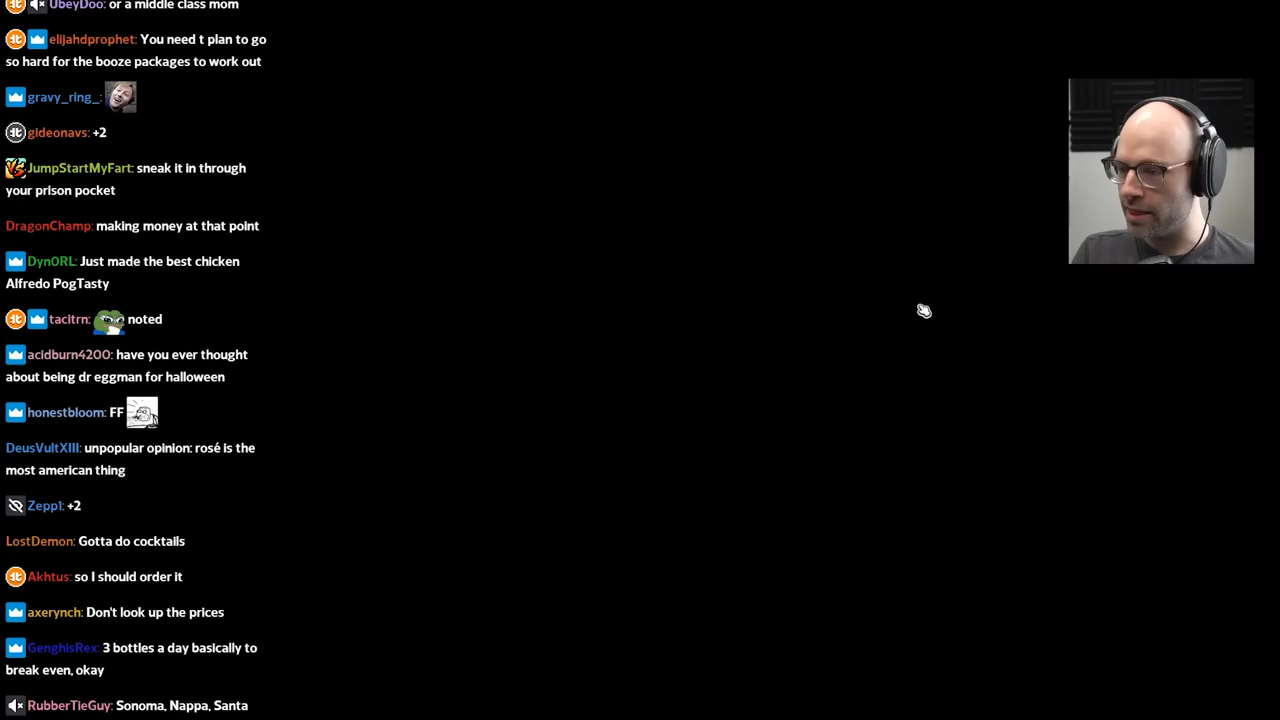 UbeyDoo: or a middle class mom
elijahdprophet: You need t plan to go
so hard for the booze packages to work out
gravy_ring_:
gideonavs: +2
JumpStartMyFart: sneak it in through
your prison pocket
DragonChamp: making money at that point
Dyn0RL: Just made the best chicken
Alfredo PogTasty
tacitrn: noted
acidburn4200: have you ever thought
about being dr eggman for halloween
honestbloom: FF
DeusVultXIII: unpopular opinion: rosé is the
most american thing
Zepp1: +2
LostDemon: Gotta do cocktails
Akhtus: so I should order it
axerynch: Don't look up the prices
GenghisRex: 3 bottles a day basically to
break even, okay
RubberTieGuy: Sonoma, Nappa, Santa